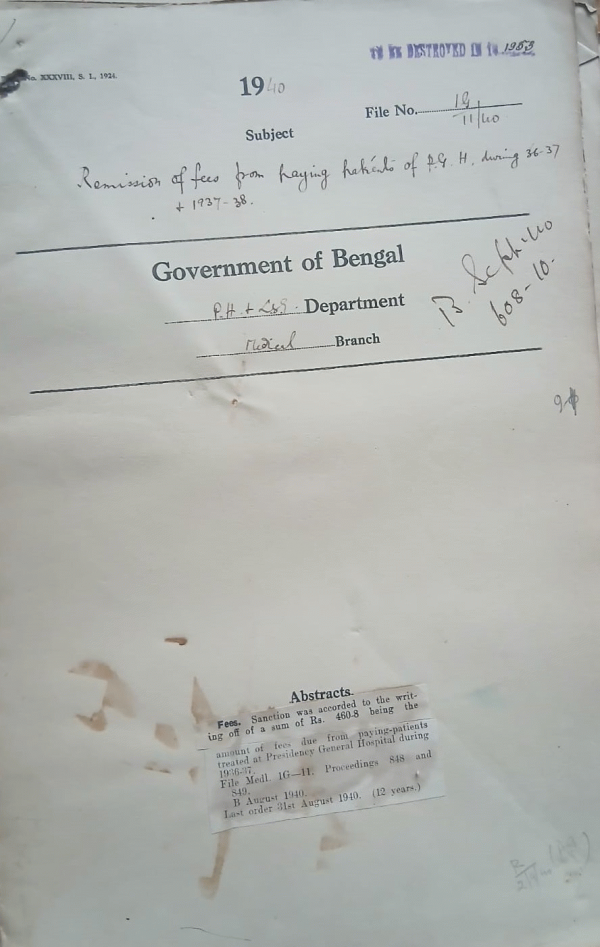 TO BE DESTROYED IN 19 1953
No. XXXVIII, S. I., 1924.
1940
File No. 1G/11/40
Subject
Remission of fees from paying patients of P.G.H. during 36-37
+ 1937-38.
Government of Bengal
P.H. + LSG. Department
Medical Branch
B. Sept. 40
608-10.
Abstracts.
Fees. Sanction was accorded to the writ-
ing off of a sum of Rs. 460-8 being the
amount of fees due from paying-patients
treated at Presidency General Hospital during
1936-37.
File Medl. 1G—11. Proceedings 848 and
849.
B August 1940.
Last order 31st August 1940. (12 years.)